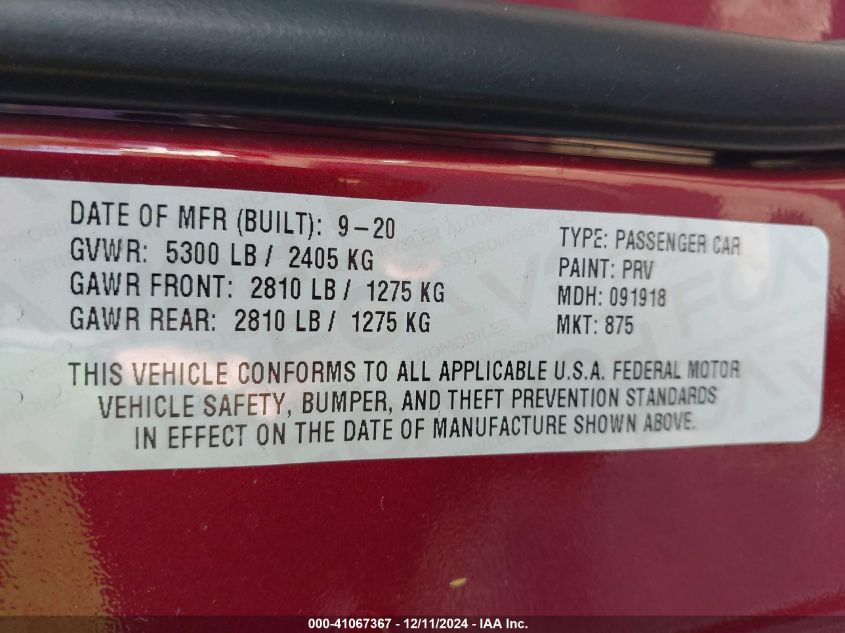 DATE OF MFR (BUILT): 9-20
GVWR: 5300 LB / 2405 KG
GAWR FRONT: 2810 LB / 1275 KG
GAWR REAR: 2810 LB / 1275 KG
TYPE: PASSENGER CAR
PAINT: PRV
MDH: 091918
MKT: 875
THIS VEHICLE CONFORMS TO ALL APPLICABLE U.S.A. FEDERAL MOTOR
VEHICLE SAFETY, BUMPER, AND THEFT PREVENTION STANDARDS
IN EFFECT ON THE DATE OF MANUFACTURE SHOWN ABOVE.
000-41067367 - 12/11/2024 - IAA Inc.